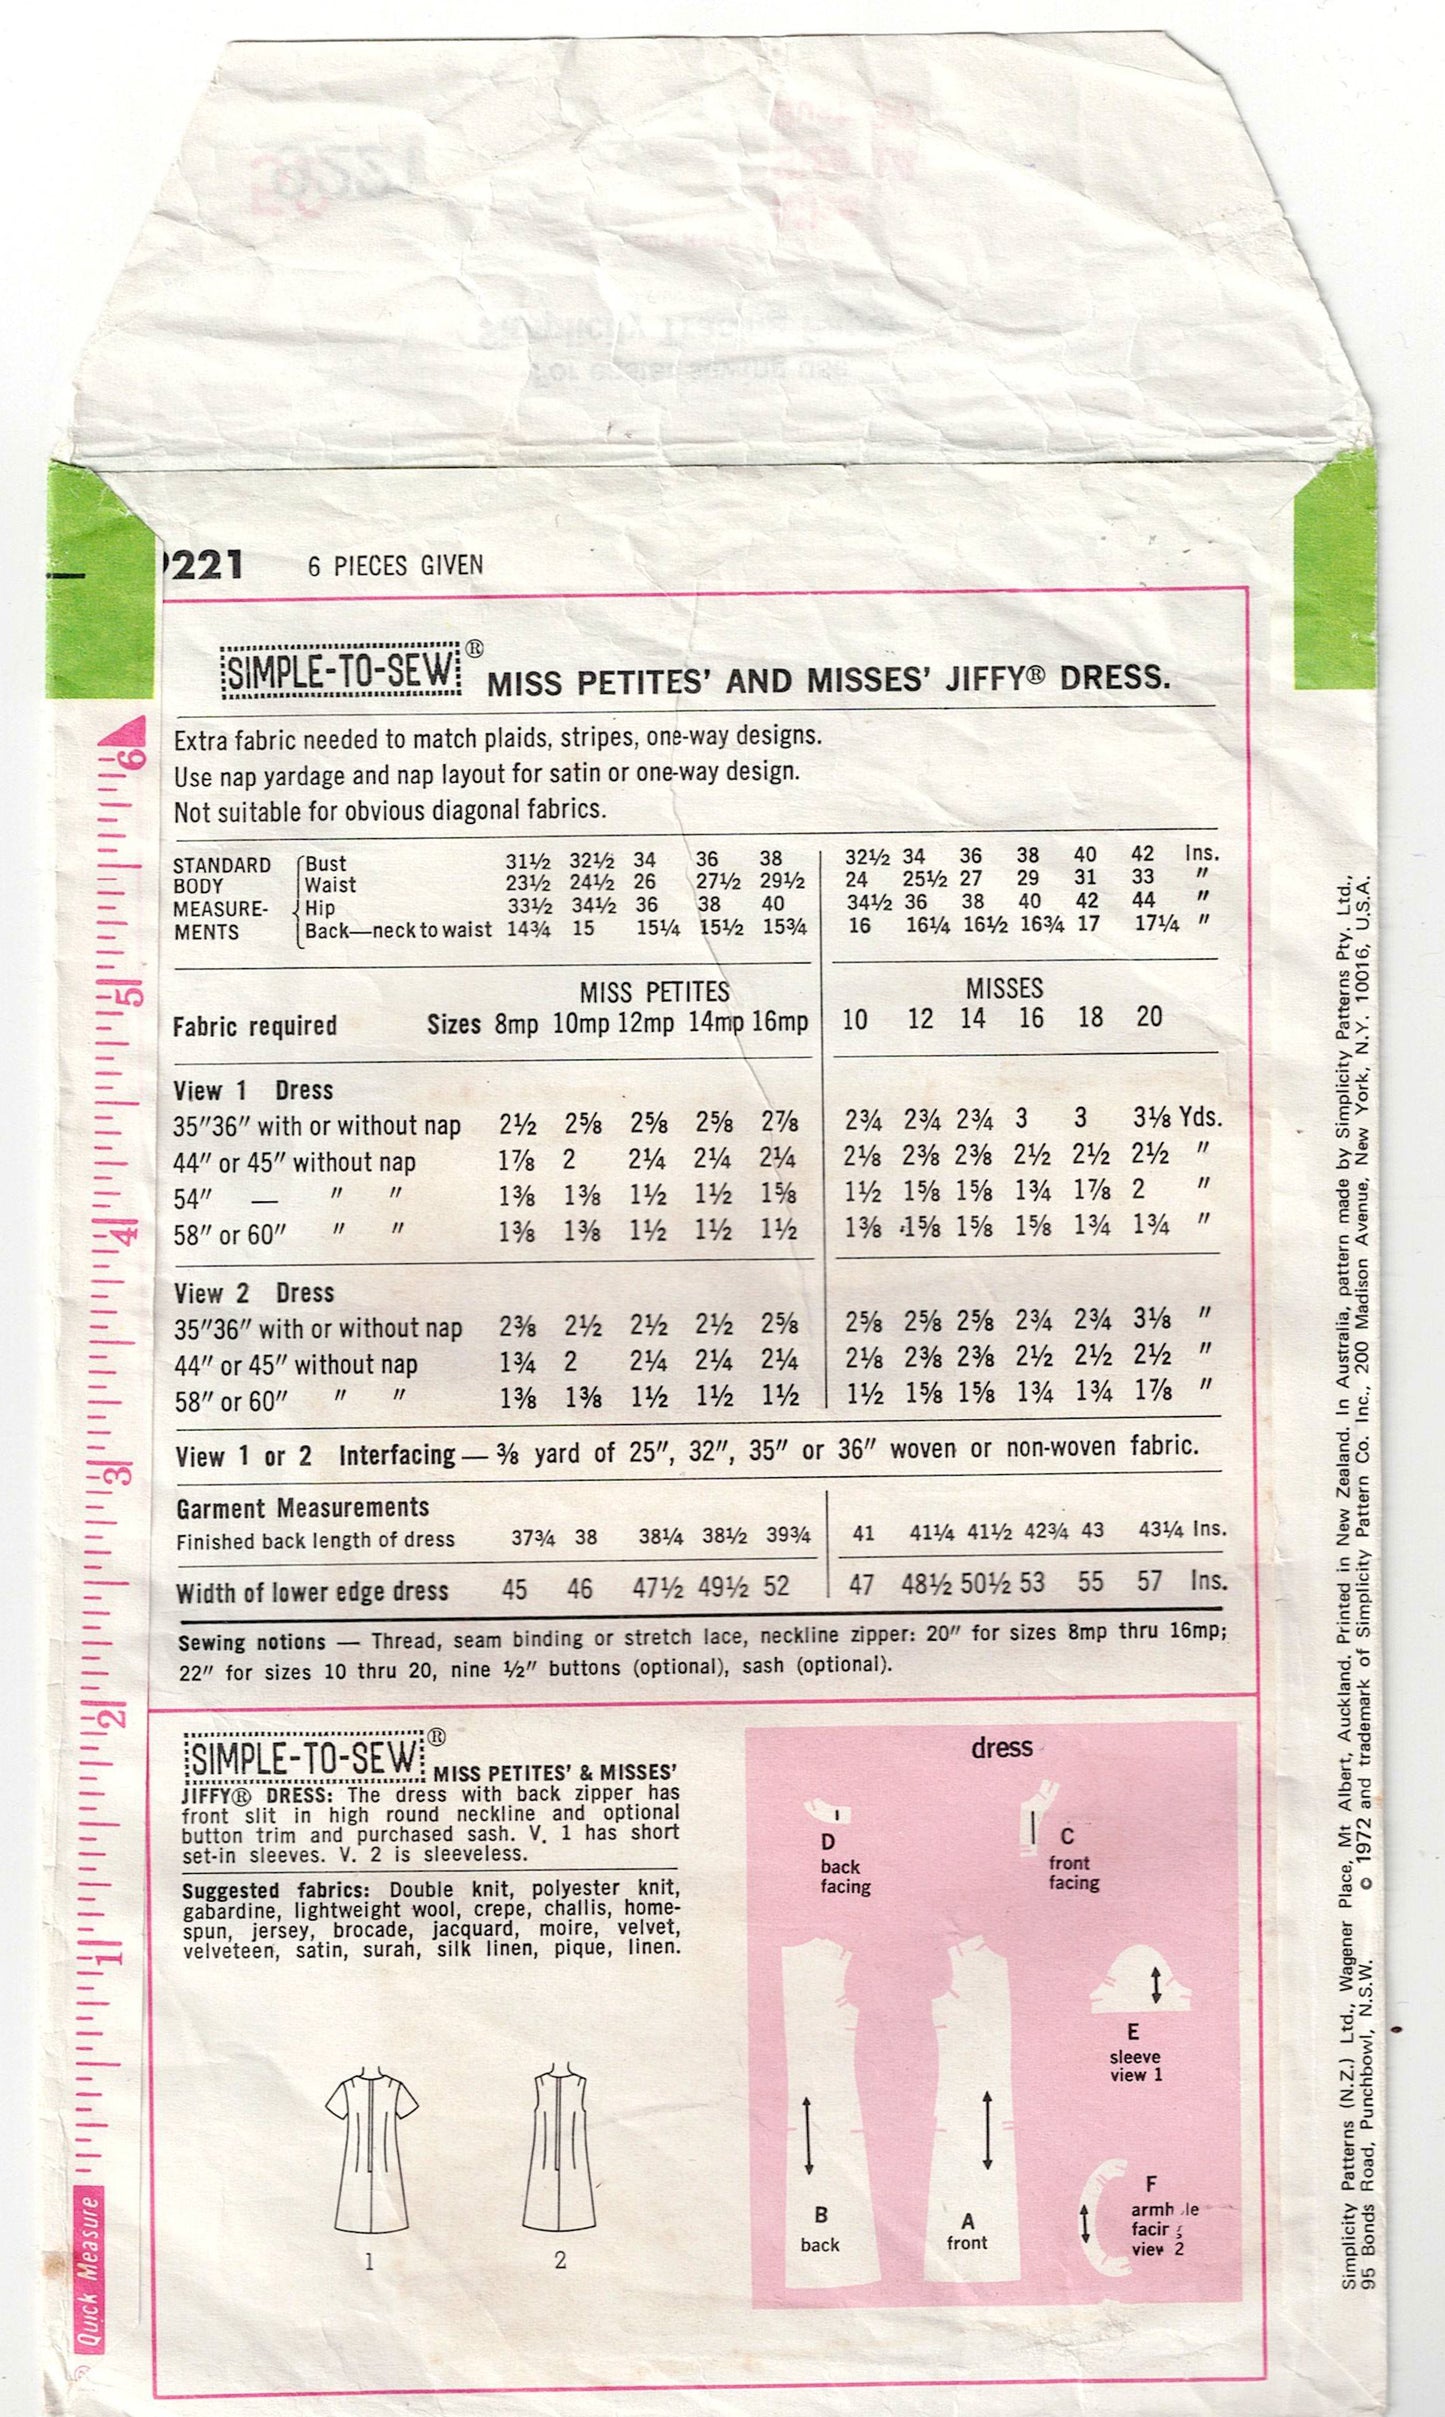 221 6 PIECES GIVEN
SIMPLE-TO-SEW® MISS PETITES' AND MISSES' JIFFY® DRESS.
Extra fabric needed to match plaids, stripes, one-way designs.
Use nap yardage and nap layout for satin or one-way design.
Not suitable for obvious diagonal fabrics.
STANDARD Bust 31½ 32½ 34 36 38 32½ 34 36 38 40 42 Ins.
BODY Waist 23½ 24½ 26 27½ 29½ 24 25½ 27 29 31 33 "
MEASURE- Hip 33½ 34½ 36 38 40 34½ 36 38 40 42 44 "
MENTS Back—neck to waist 14¾ 15 15¼ 15½ 15¾ 16 16¼ 16½ 16¾ 17 17¼ "
MISS PETITES MISSES
Fabric required Sizes 8mp 10mp 12mp 14mp 16mp 10 12 14 16 18 20
View 1 Dress
35"36" with or without nap 2½ 2⅝ 2⅝ 2⅝ 2⅞ 2¾ 2¾ 2¾ 3 3 3⅛ Yds.
44" or 45" without nap 1⅞ 2 2¼ 2¼ 2¼ 2⅛ 2⅜ 2⅜ 2½ 2½ 2½ "
54" — " " 1⅜ 1⅜ 1½ 1½ 1⅝ 1½ 1⅝ 1⅝ 1¾ 1⅞ 2 "
58" or 60" " " 1⅜ 1⅜ 1½ 1½ 1½ 1⅜ 1⅝ 1⅝ 1⅝ 1¾ 1¾ "
View 2 Dress
35"36" with or without nap 2⅜ 2½ 2½ 2½ 2⅝ 2⅝ 2⅝ 2⅝ 2¾ 2¾ 3⅛ "
44" or 45" without nap 1¾ 2 2¼ 2¼ 2¼ 2⅛ 2⅜ 2⅜ 2½ 2½ 2½ "
58" or 60" " " 1⅜ 1⅜ 1½ 1½ 1½ 1½ 1⅝ 1⅝ 1¾ 1¾ 1⅞ "
View 1 or 2 Interfacing — ⅜ yard of 25", 32", 35" or 36" woven or non-woven fabric.
Garment Measurements
Finished back length of dress 37¾ 38 38¼ 38½ 39¾ 41 41¼ 41½ 42¾ 43 43¼ Ins.
Width of lower edge dress 45 46 47½ 49½ 52 47 48½ 50½ 53 55 57 Ins.
Sewing notions — Thread, seam binding or stretch lace, neckline zipper: 20" for sizes 8mp thru 16mp;
22" for sizes 10 thru 20, nine ½" buttons (optional), sash (optional).
SIMPLE-TO-SEW® MISS PETITES' & MISSES'
JIFFY® DRESS: The dress with back zipper has
front slit in high round neckline and optional
button trim and purchased sash. V. 1 has short
set-in sleeves. V. 2 is sleeveless.
Suggested fabrics: Double knit, polyester knit,
gabardine, lightweight wool, crepe, challis, home-
spun, jersey, brocade, jacquard, moire, velvet,
velveteen, satin, surah, silk linen, pique, linen.
1
2
dress
D
back
facing
C
front
facing
E
sleeve
view 1
B
back
A
front
F
armh le
facin
view 2
6
5
4
3
2
1
Quick Measure
Simplicity Patterns (N.Z.) Ltd., Wagener Place, Mt Albert, Auckland. Printed in New Zealand. In Australia, pattern made by Simplicity Patterns Pty. Ltd.,
95 Bonds Road, Punchbowl, N.S.W. © 1972 and trademark of Simplicity Pattern Co. Inc., 200 Madison Avenue, New York, N.Y. 10016, U.S.A.